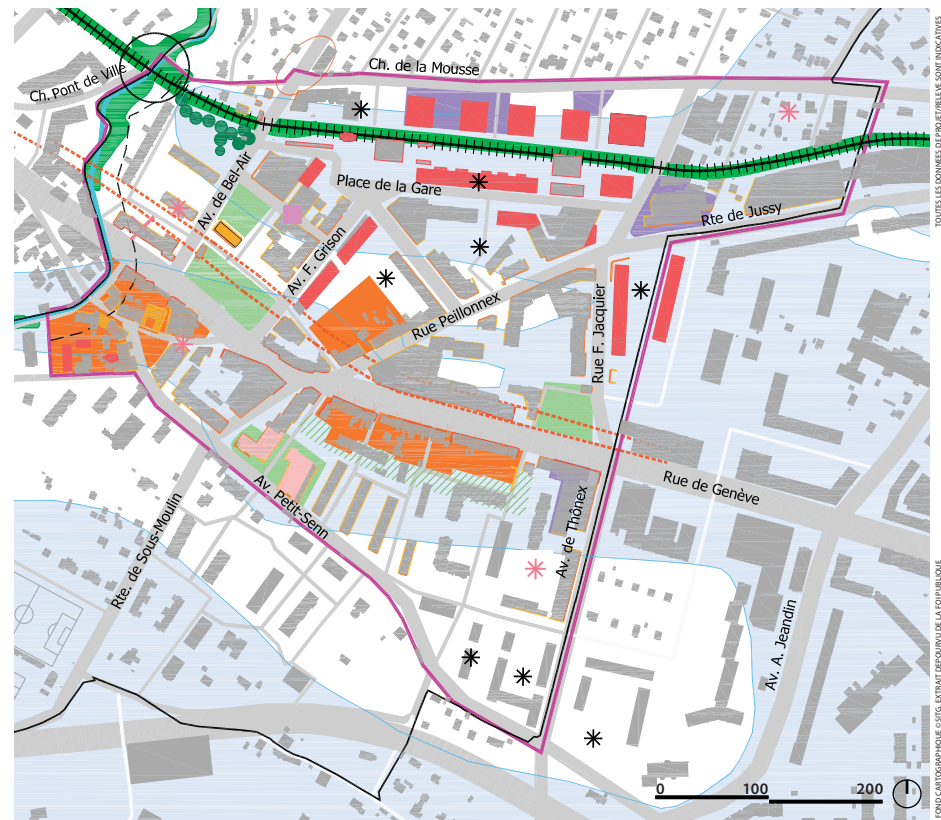 Ch. Pont de Ville
Ch. de la Mousse
TOUTES LES DONNEES DE PROJET/RELEVE SONT INDICATIVES
Av. de Bel-Air
Place de la Gare
Rte de Jussy
Av. F. Grison
Rue Peillonnex
Rue F. Jacquier
Rue de Genève
Av. Petit-Senn
Av. de Thônex
Rte. de Sous-Moulin
Av. A. Jeandin
0 100 200
FOND CARTOGRAPHIQUE ©SITG. EXTRAIT DEPOURVU DE LA FOI PUBLIQUE